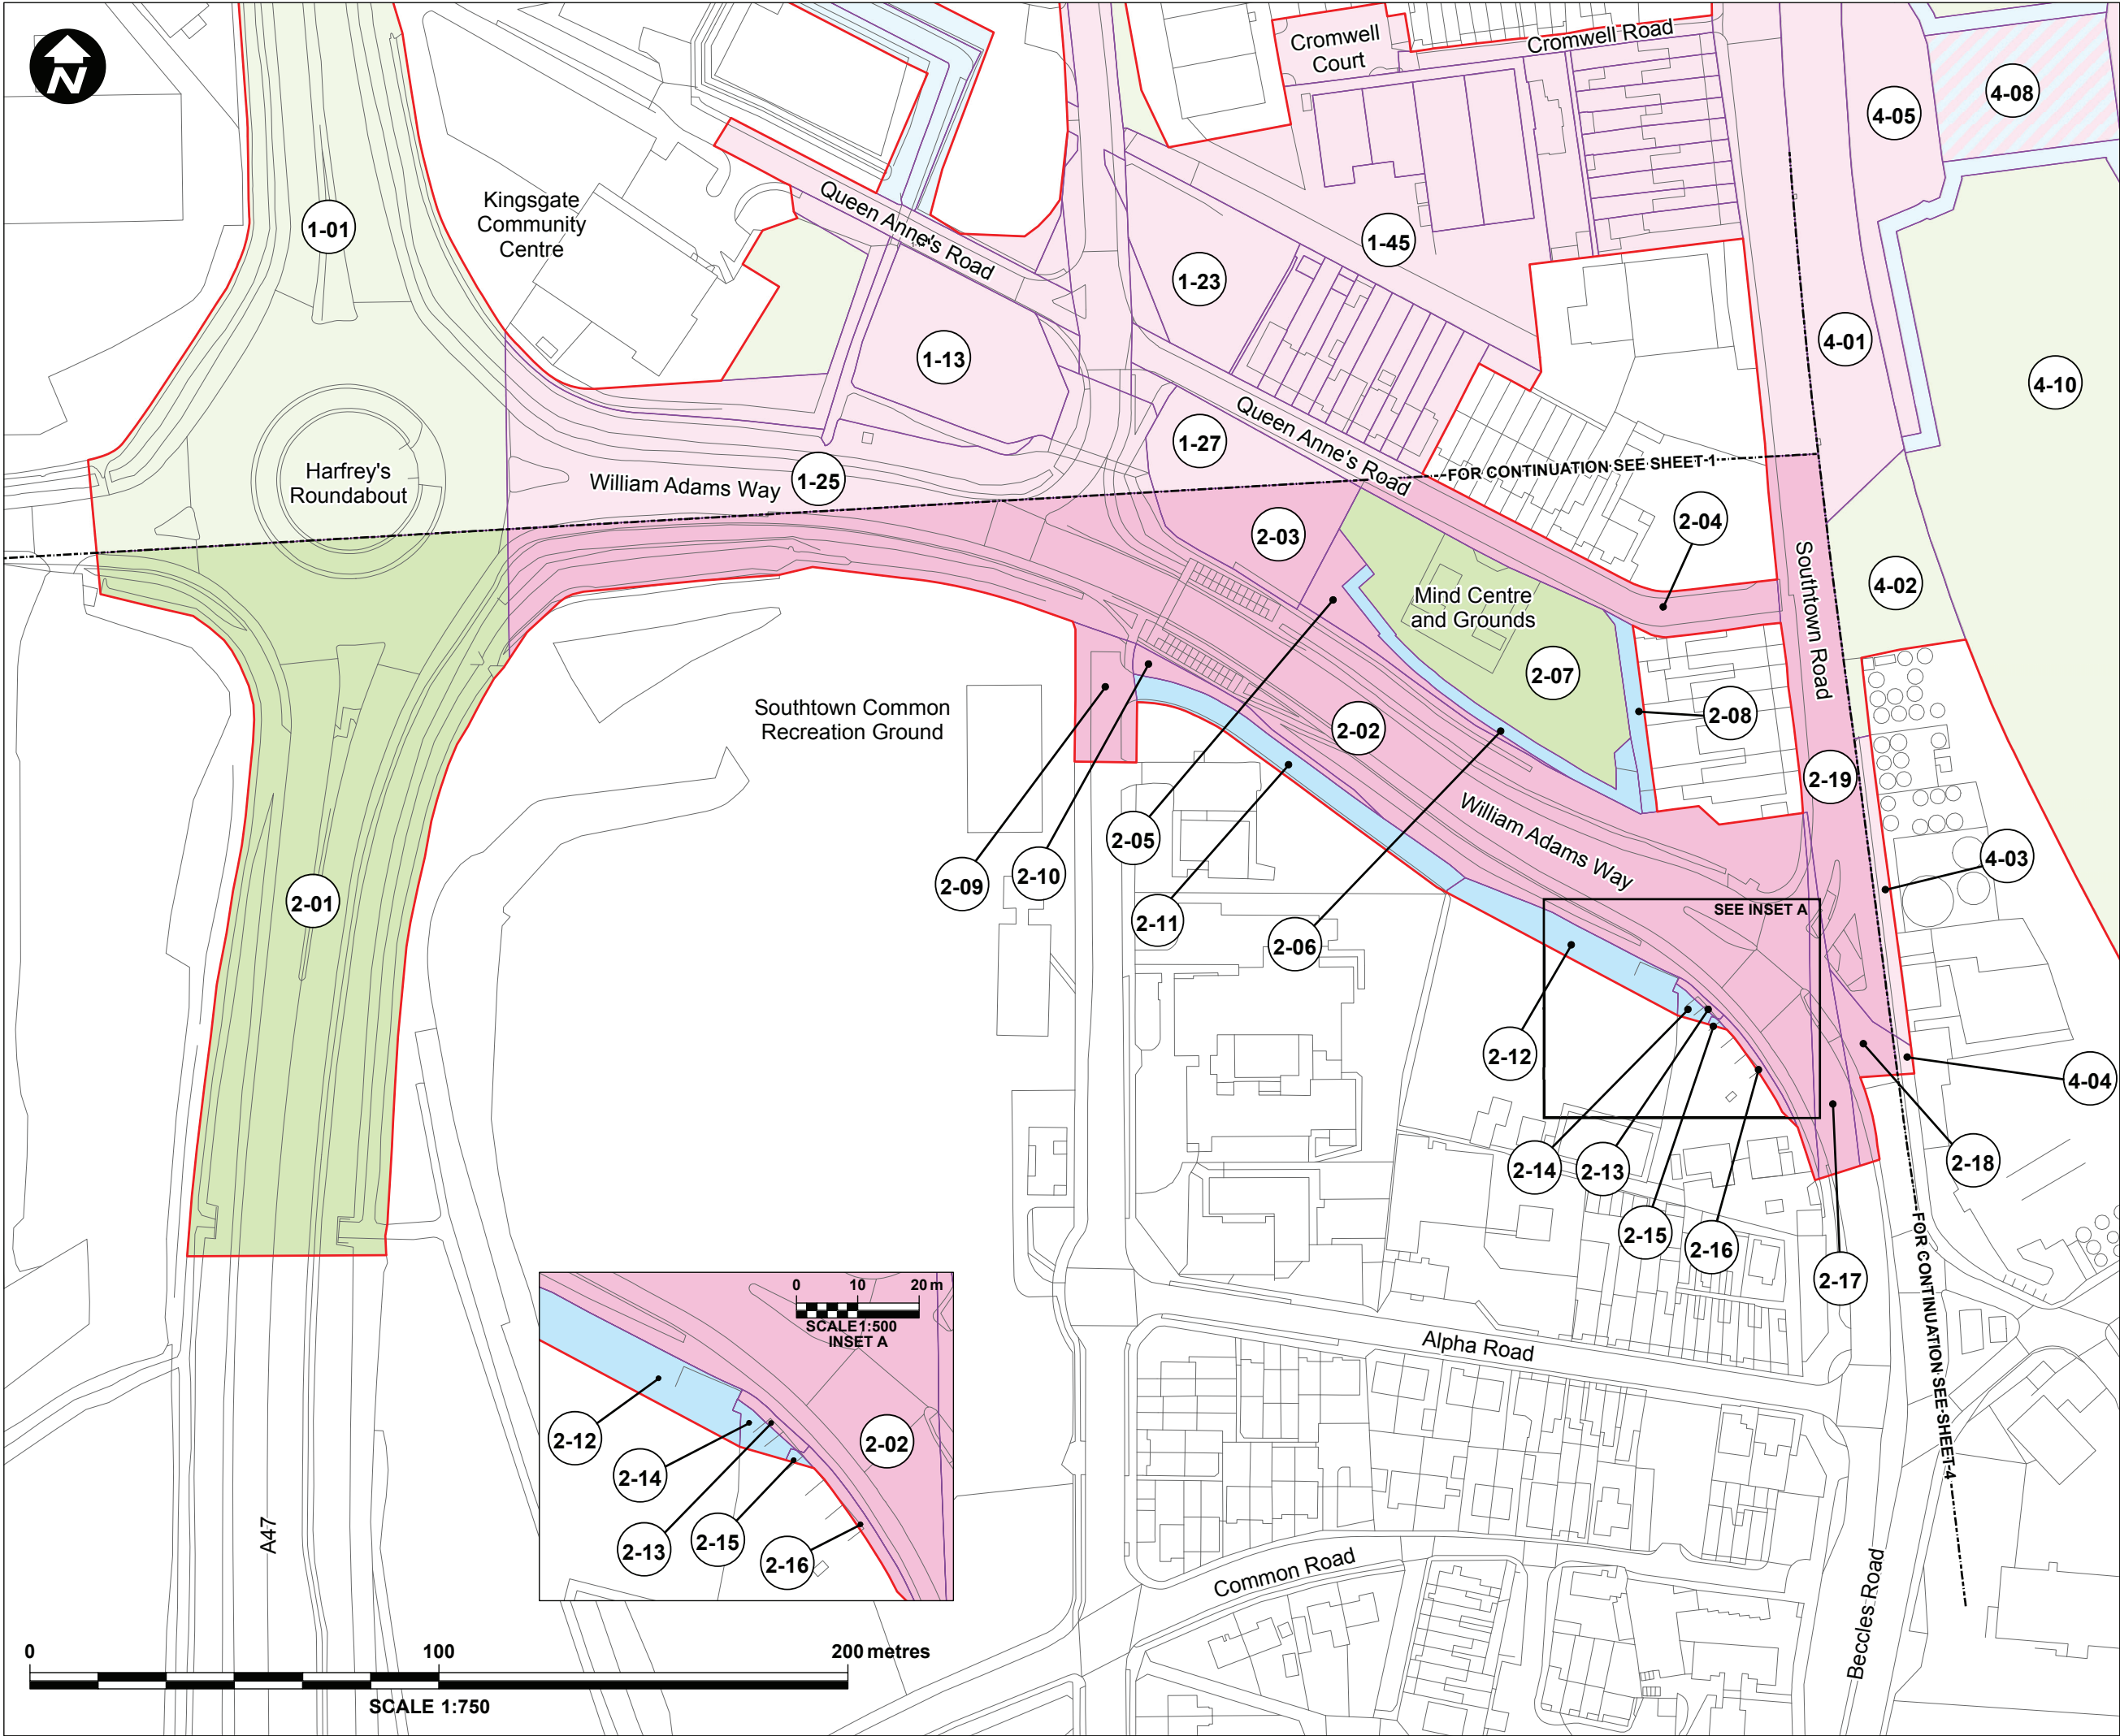 N
Cromwell
Court
Cromwell Road
4-08
4-05
1-01
Kingsgate
Community
Centre
Queen Anne's Road
1-45
1-23
4-01
1-13
4-10
Queen Anne's Road
1-27
Harfrey's
Roundabout
William Adams Way
1-25
FOR CONTINUATION SEE SHEET 1
2-04
2-03
Southtown Road
4-02
Mind Centre
and Grounds
2-07
2-08
Southtown Common
Recreation Ground
2-02
2-19
William Adams Way
2-05
4-03
2-09
2-10
2-11
2-06
2-01
SEE INSET A
2-12
4-04
2-14
2-13
2-18
2-15
2-16
2-17
FOR CONTINUATION SEE SHEET 4
0 10 20 m
SCALE 1:500
INSET A
2-12
2-14
2-02
2-13
2-15
2-16
Alpha Road
A47
Common Road
Beccles Road
0 100 200 metres
SCALE 1:750